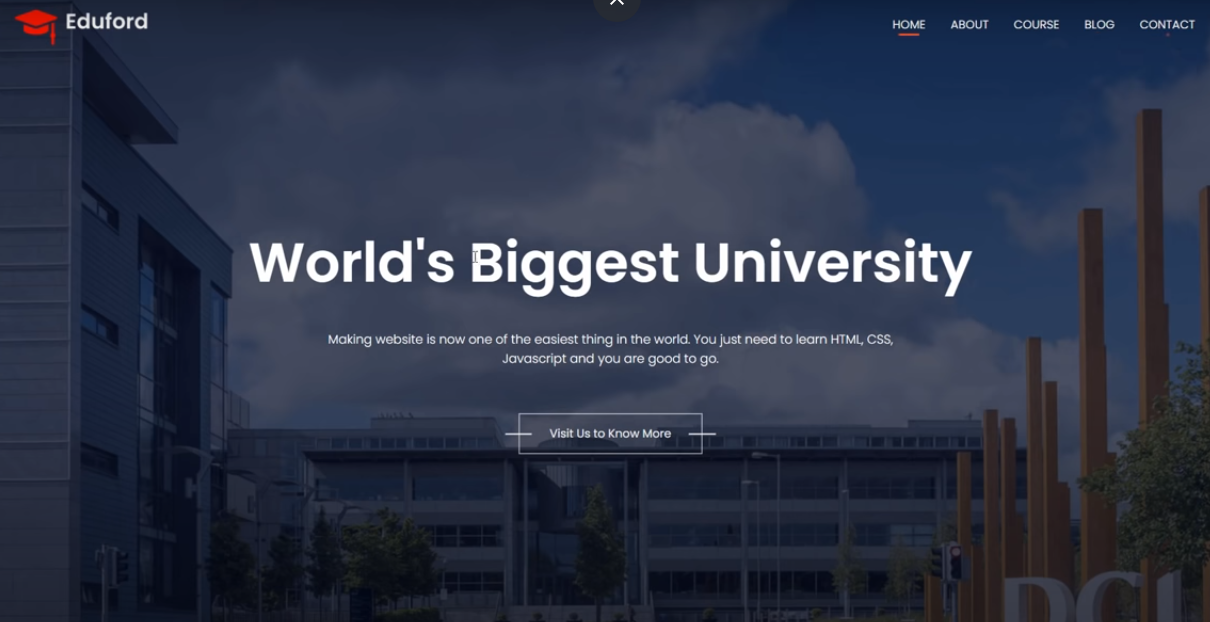 Eduford
HOME ABOUT COURSE BLOG CONTACT
World's Biggest University
Making website is now one of the easiest thing in the world. You just need to learn HTML, CSS,
Javascript and you are good to go.
Visit Us to Know More